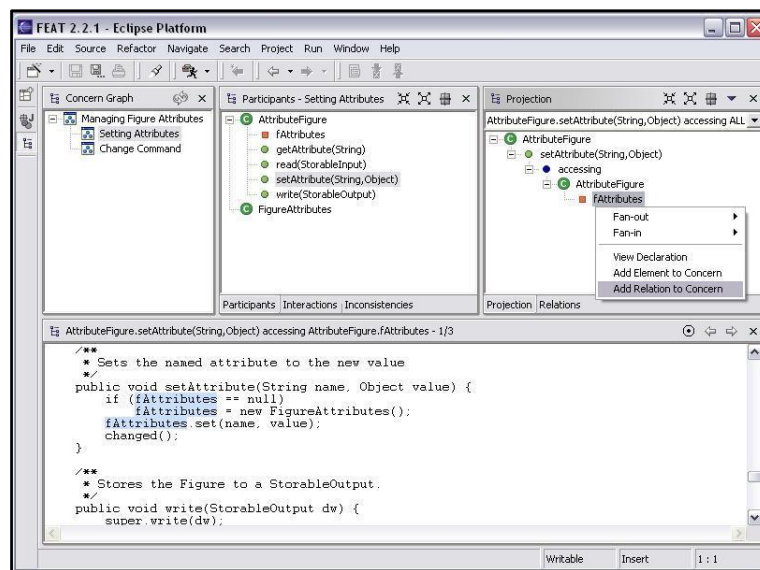 FEAT 2.2.1 - Eclipse Platform
File Edit Source Refactor Navigate Search Project Run Window Help
Concern Graph
Managing Figure Attributes
Setting Attributes
Change Command
Participants - Setting Attributes
AttributeFigure
fAttributes
getAttribute(String)
read(StorableInput)
setAttribute(String,Object)
write(StorableOutput)
FigureAttributes
Participants Interactions Inconsistencies
Projection
AttributeFigure.setAttribute(String,Object) accessing ALL
AttributeFigure
setAttribute(String,Object)
accessing
AttributeFigure
fAttributes
Fan-out
Fan-in
View Declaration
Add Element to Concern
Add Relation to Concern
Projection Relations
AttributeFigure.setAttribute(String,Object) accessing AttributeFigure.fAttributes - 1/3
/**
* Sets the named attribute to the new value
*/
public void setAttribute(String name, Object value) {
if (fAttributes == null)
fAttributes = new FigureAttributes();
fAttributes.set(name, value);
changed();
}
/**
* Stores the Figure to a StorableOutput.
*/
public void write(StorableOutput dw) {
super.write(dw);
Writable Insert 1 : 1